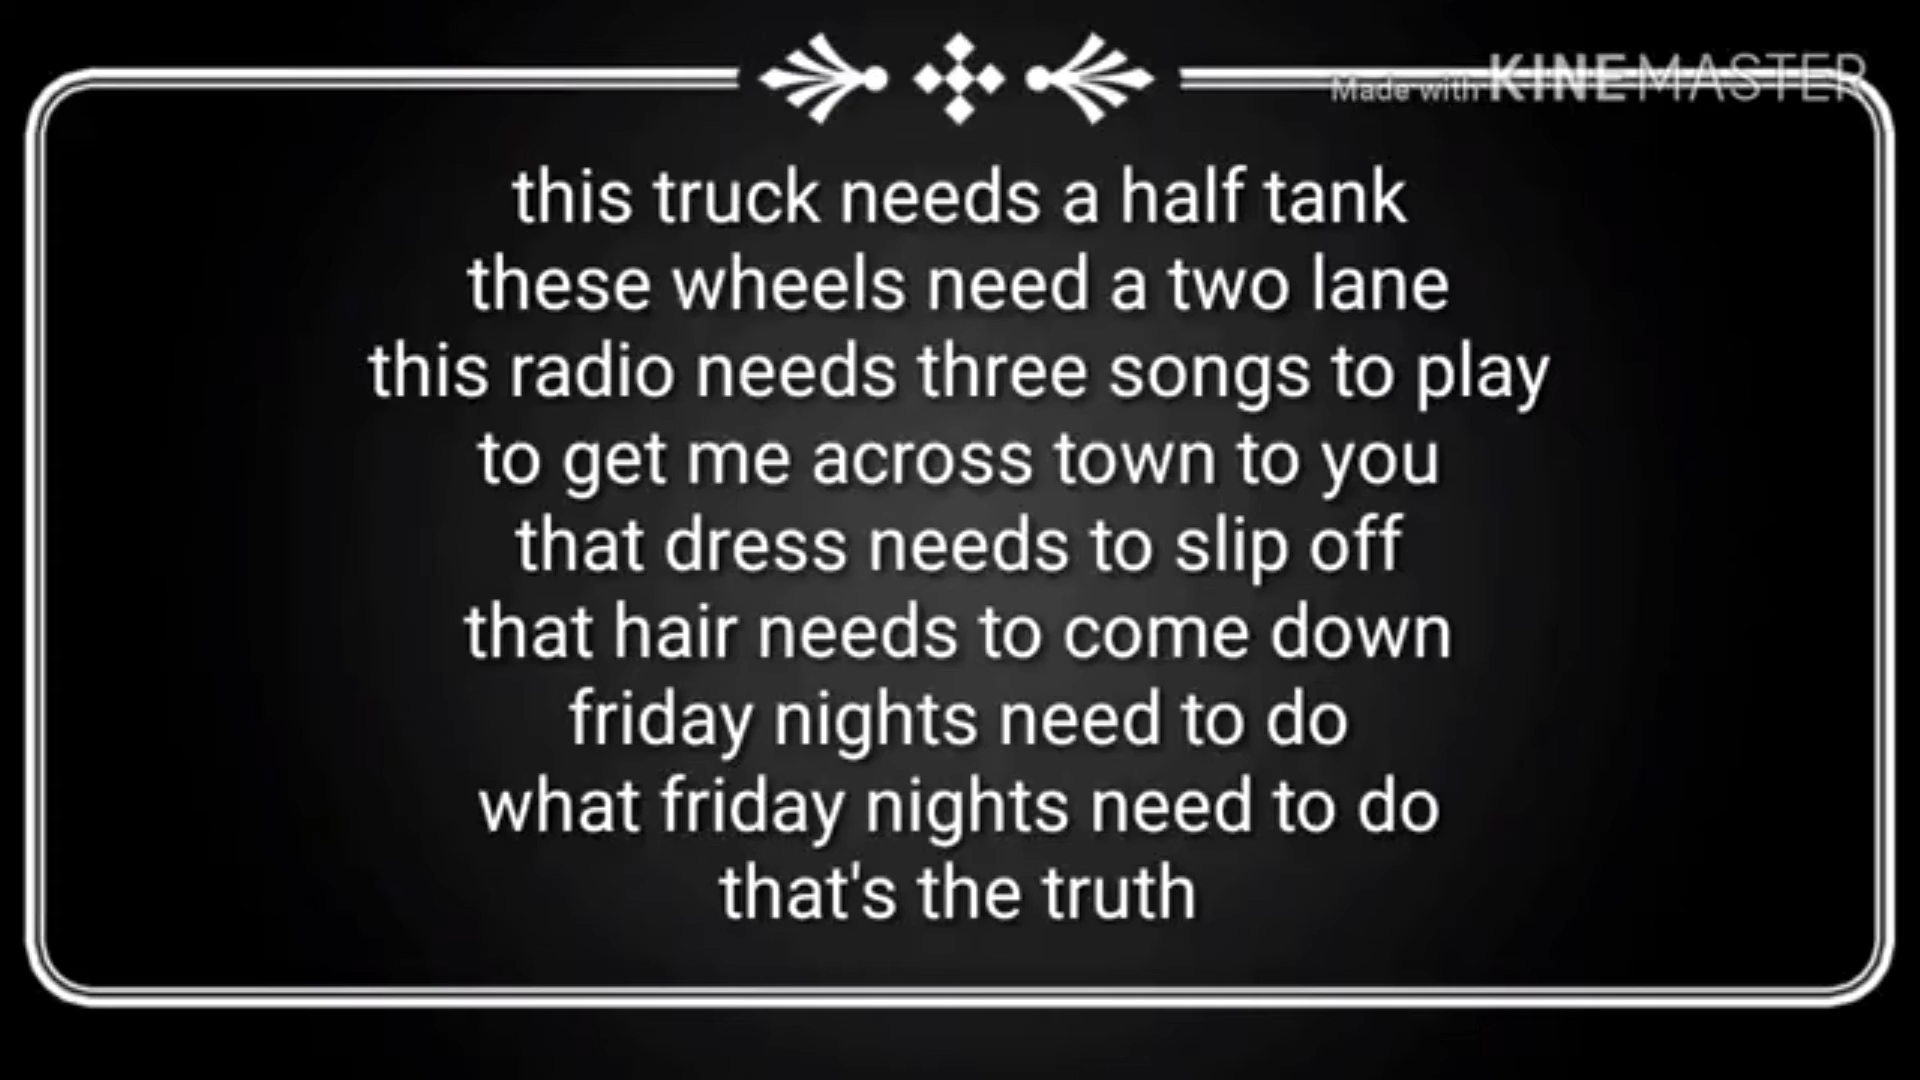 Made with KINEMASTER
this truck needs a half tank
these wheels need a two lane
this radio needs three songs to play
to get me across town to you
that dress needs to slip off
that hair needs to come down
friday nights need to do
what friday nights need to do
that's the truth